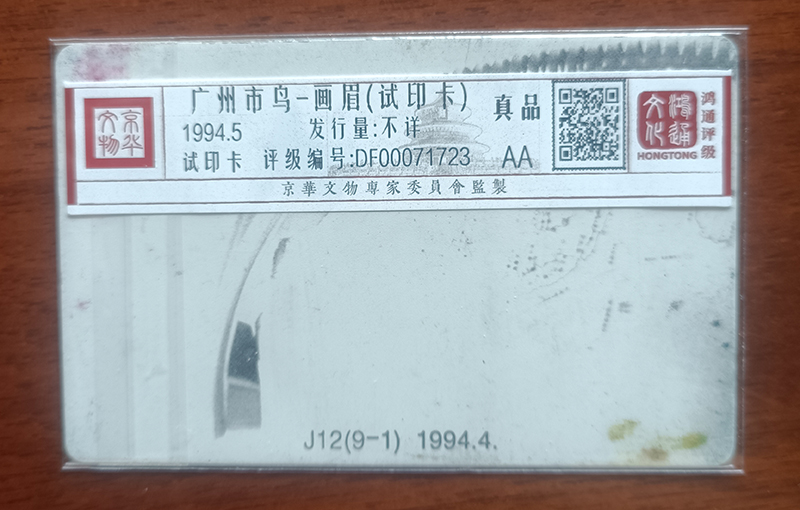 广州市鸟-画眉(试印卡)
1994.5 发行量:不详
试印卡 评级编号:DF00071723 AA
真品
京华文物
鸿通文化
HONGTONG
鸿通评级
京華文物專家委員會監製
J12(9-1) 1994.4.